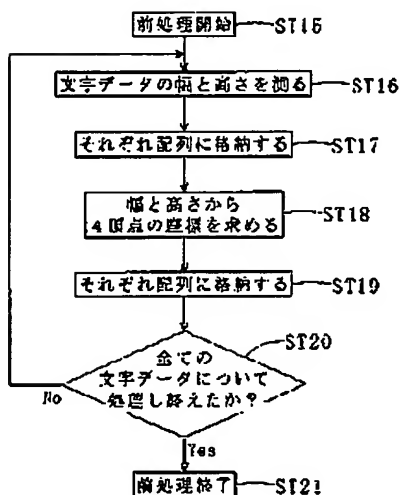 前処理開始 ST15
文字データの幅と高さを測る ST16
それぞれ配列に格納する ST17
幅と高さから
4頂点の座標を求める ST18
それぞれ配列に格納する ST19
全ての ST20
文字データについて
処理し終えたか？
No
Yes
前処理終了 ST21